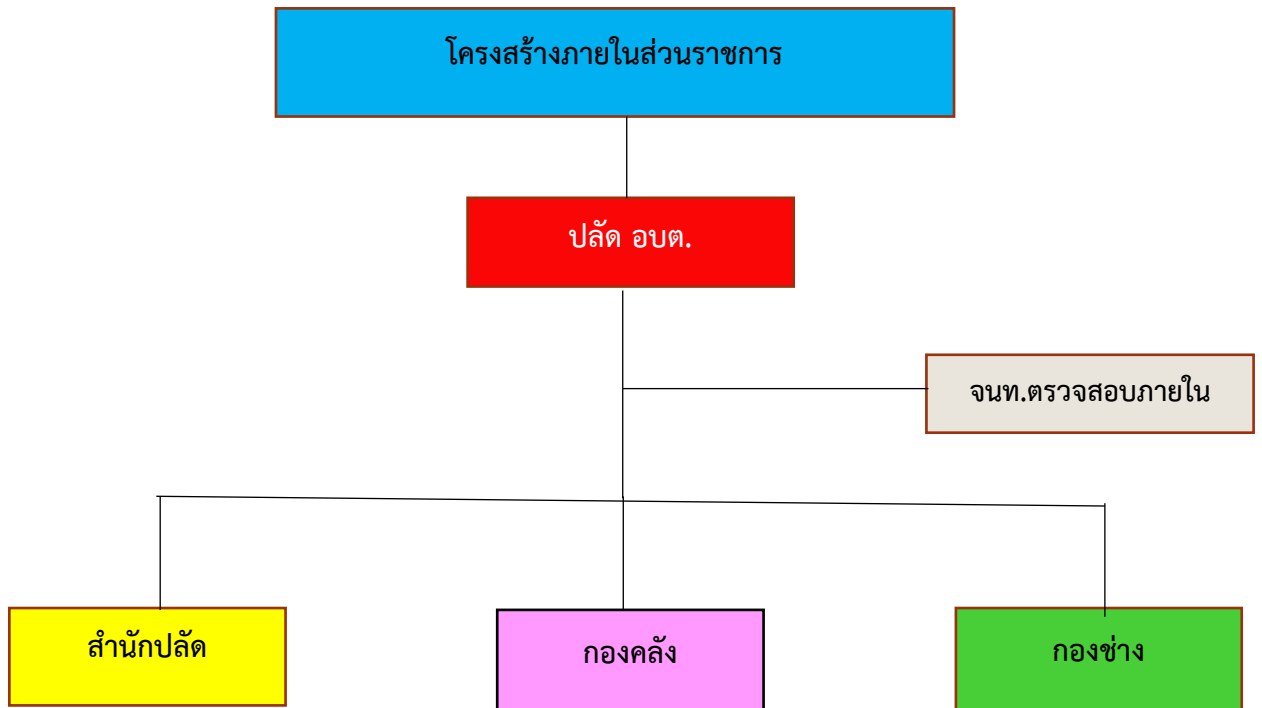 โครงสร้างภายในส่วนราชการ
ปลัด อบต.
จนท.ตรวจสอบภายใน
สำนักปลัด
กองคลัง
กองช่าง